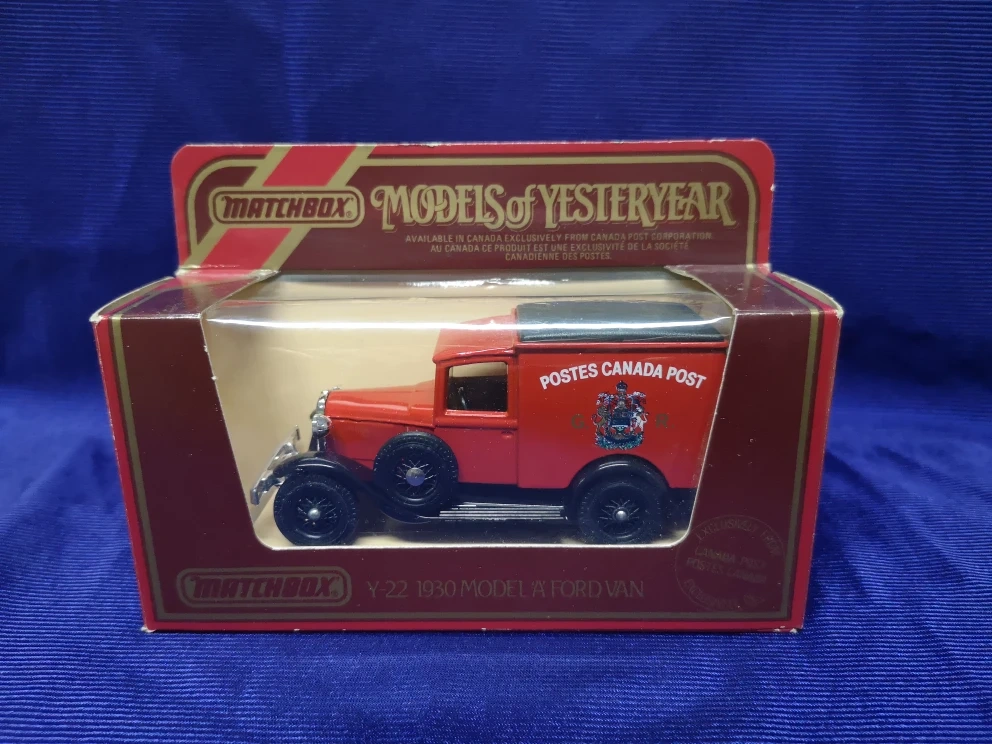 MATCHBOX
MODELS of YESTERYEAR
AVAILABLE IN CANADA EXCLUSIVELY FROM CANADA POST CORPORATION.
AU CANADA CE PRODUIT EST UNE EXCLUSIVITÉ DE LA SOCIÉTÉ
CANADIENNE DES POSTES.
POSTES CANADA POST
G R
MATCHBOX
Y-22 1930 MODEL 'A' FORD VAN
EXCLUSIVELY FROM
CANADA POST
POSTES CANADA